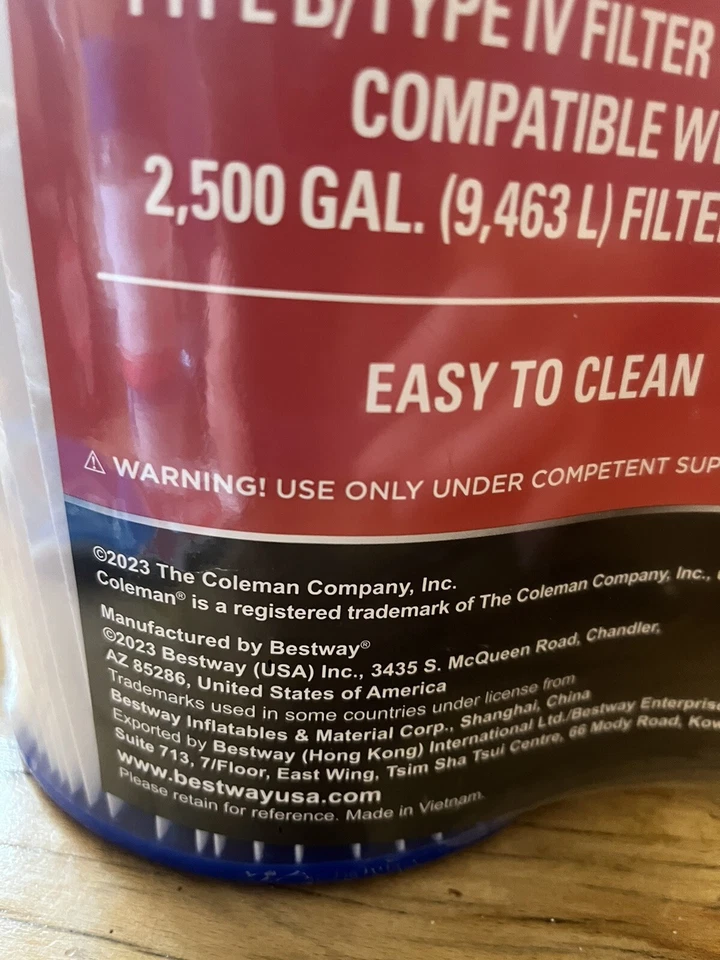 TYPE B/TYPE IV FILTER
COMPATIBLE
2,500 GAL. (9,463 L)
EASY TO CLEAN
⚠ WARNING! USE ONLY UNDER COMPETENT
©2023 The Coleman Company, Inc.
Coleman® is a registered trademark of The Coleman Company, Inc.,
Manufactured by Bestway®
©2023 Bestway (USA) Inc., 3435 S. McQueen Road, Chandler,
AZ 85286, United States of America
Trademarks used in some countries under license from
Bestway Inflatables & Material Corp., Shanghai, China
Exported by Bestway (Hong Kong) International Ltd./Bestway
Suite 713, 7/Floor, East Wing, Tsim Sha Tsui Centre, 66 Mody Road,
www.bestwayusa.com
Please retain for reference. Made in Vietnam.